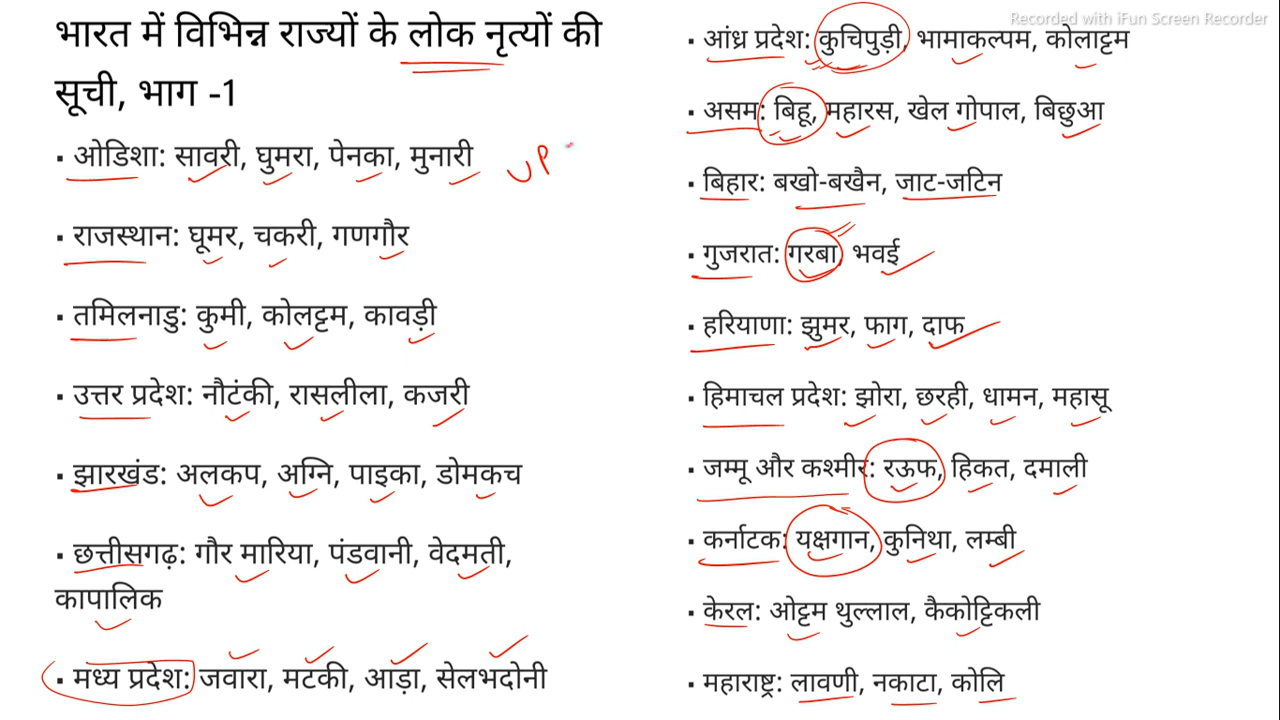 भारत में विभिन्न राज्यों के लोक नृत्यों की
सूची, भाग -1
▪ ओडिशा: सावरी, घुमरा, पेनका, मुनारी
UP
▪ राजस्थान: घूमर, चकरी, गणगौर
▪ तमिलनाडु: कुमी, कोलट्टम, कावड़ी
▪ उत्तर प्रदेश: नौटंकी, रासलीला, कजरी
▪ झारखंड: अलकप, अग्नि, पाइका, डोमकच
▪ छत्तीसगढ़: गौर मारिया, पंडवानी, वेदमती,
कापालिक
▪ मध्य प्रदेश: जवारा, मटकी, आड़ा, सेलभदोनी
Recorded with iFun Screen Recorder
▪ आंध्र प्रदेश: कुचिपुड़ी, भामाकल्पम, कोलाट्टम
▪ असम: बिहू, महारस, खेल गोपाल, बिछुआ
▪ बिहार: बखो-बखैन, जाट-जटिन
▪ गुजरात: गरबा, भवई
▪ हरियाणा: झुमर, फाग, दाफ
▪ हिमाचल प्रदेश: झोरा, छरही, धामन, महासू
▪ जम्मू और कश्मीर: रऊफ, हिकत, दमाली
▪ कर्नाटक: यक्षगान, कुनिथा, लम्बी
▪ केरल: ओट्टम थुल्लाल, कैकोट्टिकली
▪ महाराष्ट्र: लावणी, नकाटा, कोलि